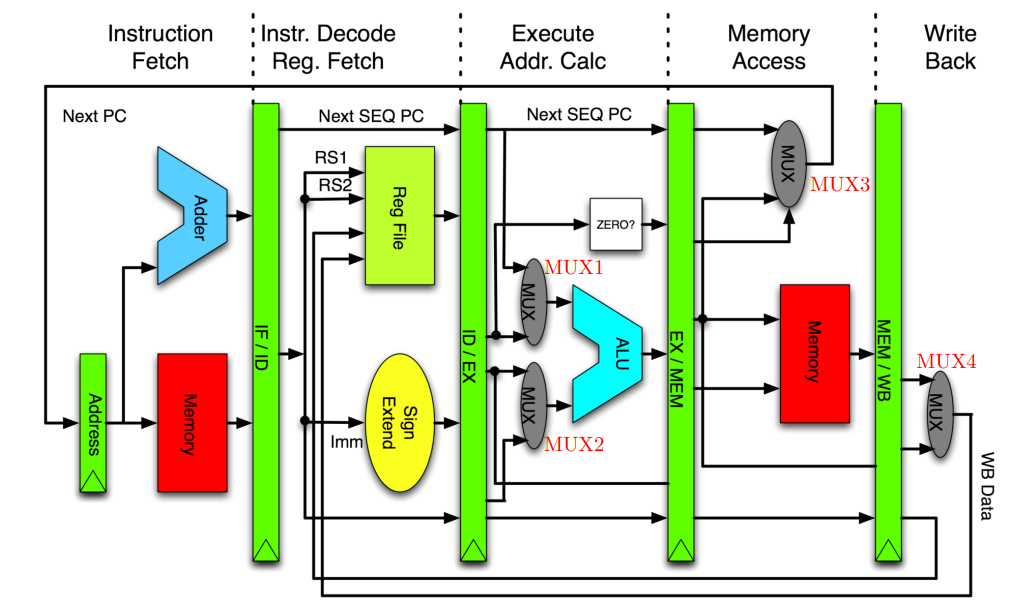 Instruction
Fetch
Instr. Decode
Reg. Fetch
Execute
Addr. Calc
Memory
Access
Write
Back
Next PC
Next SEQ PC
Next SEQ PC
RS1
RS2
Reg File
Adder
ZERO?
MUX
MUX3
MUX1
MUX
IF / ID
ID / EX
ALU
EX / MEM
Memory
MEM / WB
MUX4
MUX
Address
Memory
Sign
Extend
Imm
MUX
MUX2
WB Data